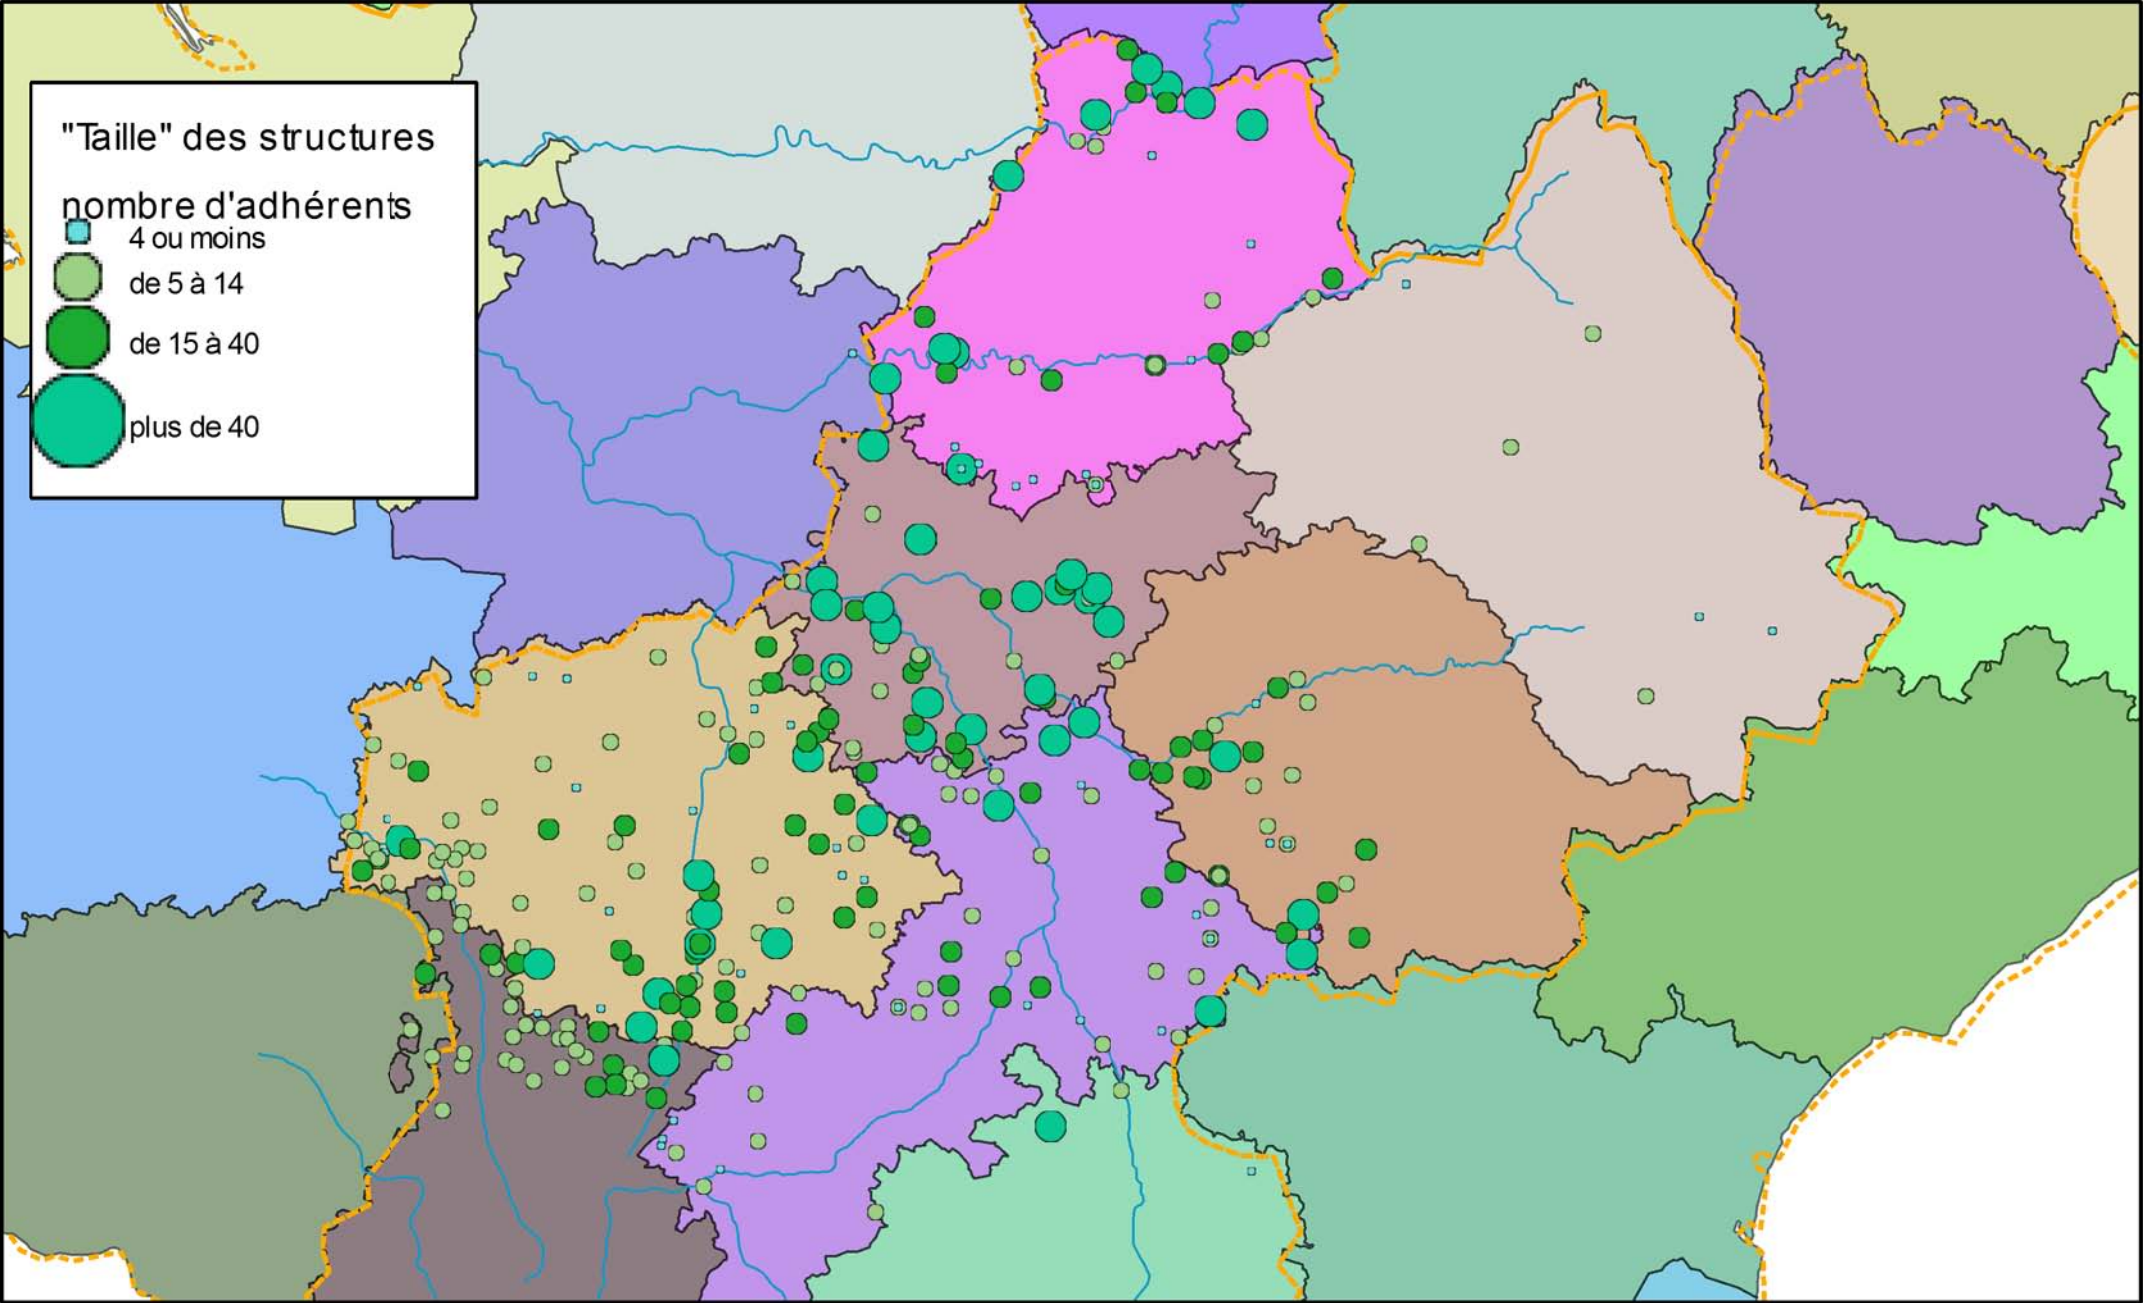 "Taille" des structures
nombre d'adhérents
4 ou moins
de 5 à 14
de 15 à 40
plus de 40